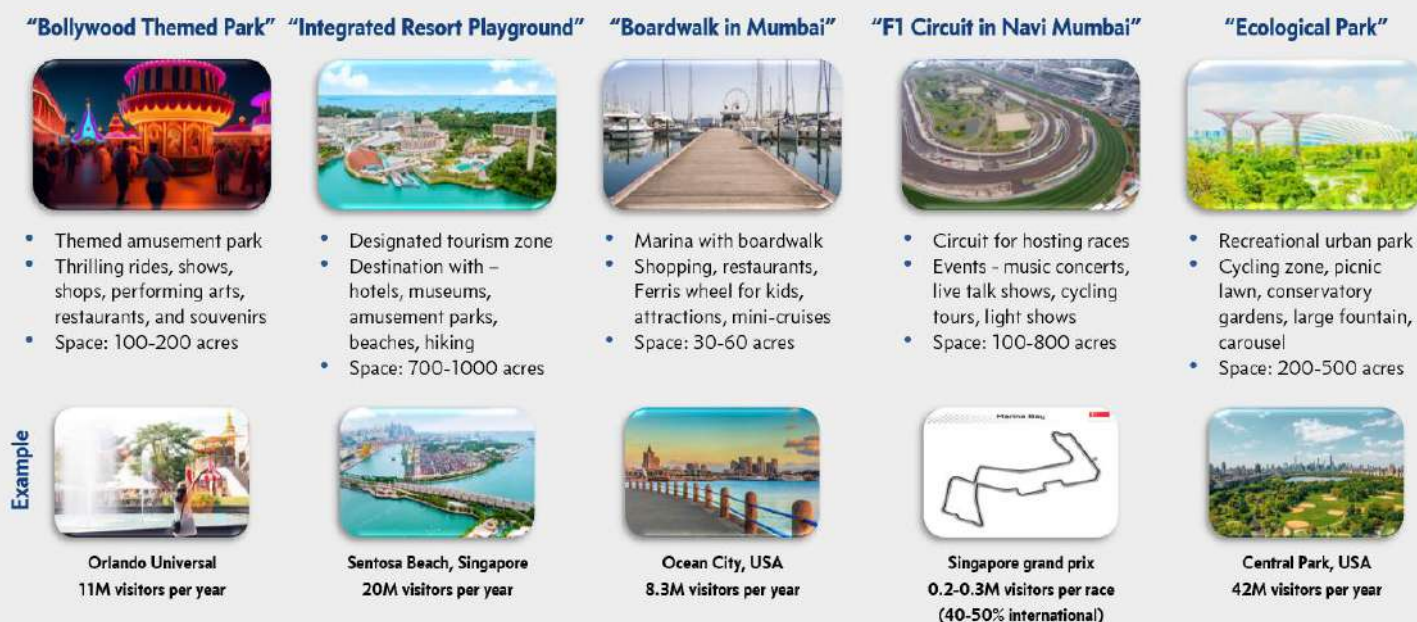 “Bollywood Themed Park”
“Integrated Resort Playground”
“Boardwalk in Mumbai”
“F1 Circuit in Navi Mumbai”
“Ecological Park”
• Themed amusement park
• Thrilling rides, shows,
shops, performing arts,
restaurants, and souvenirs
• Space: 100-200 acres
• Designated tourism zone
• Destination with –
hotels, museums,
amusement parks,
beaches, hiking
• Space: 700-1000 acres
• Marina with boardwalk
• Shopping, restaurants,
Ferris wheel for kids,
attractions, mini-cruises
• Space: 30-60 acres
• Circuit for hosting races
• Events - music concerts,
live talk shows, cycling
tours, light shows
• Space: 100-800 acres
• Recreational urban park
• Cycling zone, picnic
lawn, conservatory
gardens, large fountain,
carousel
• Space: 200-500 acres
Example
Marina Bay
Orlando Universal
11M visitors per year
Sentosa Beach, Singapore
20M visitors per year
Ocean City, USA
8.3M visitors per year
Singapore grand prix
0.2-0.3M visitors per race
(40-50% international)
Central Park, USA
42M visitors per year